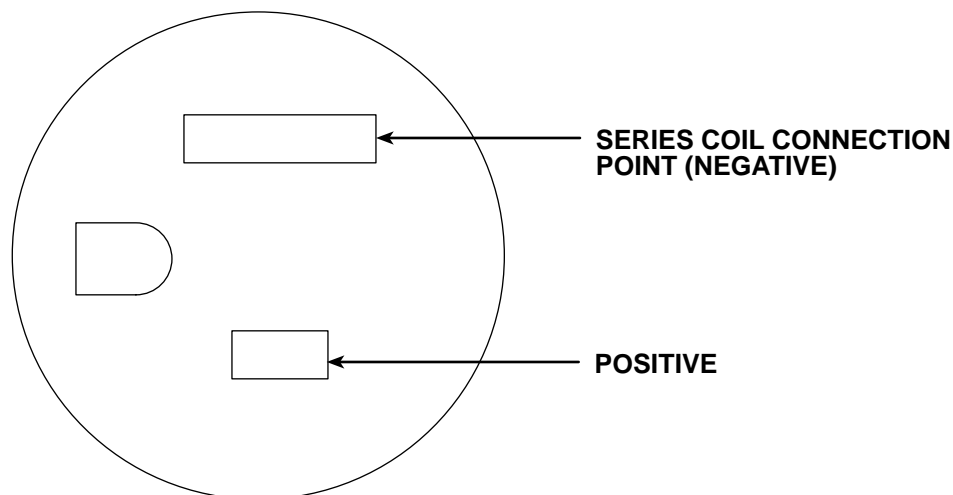 SERIES COIL CONNECTION
POINT (NEGATIVE)
POSITIVE